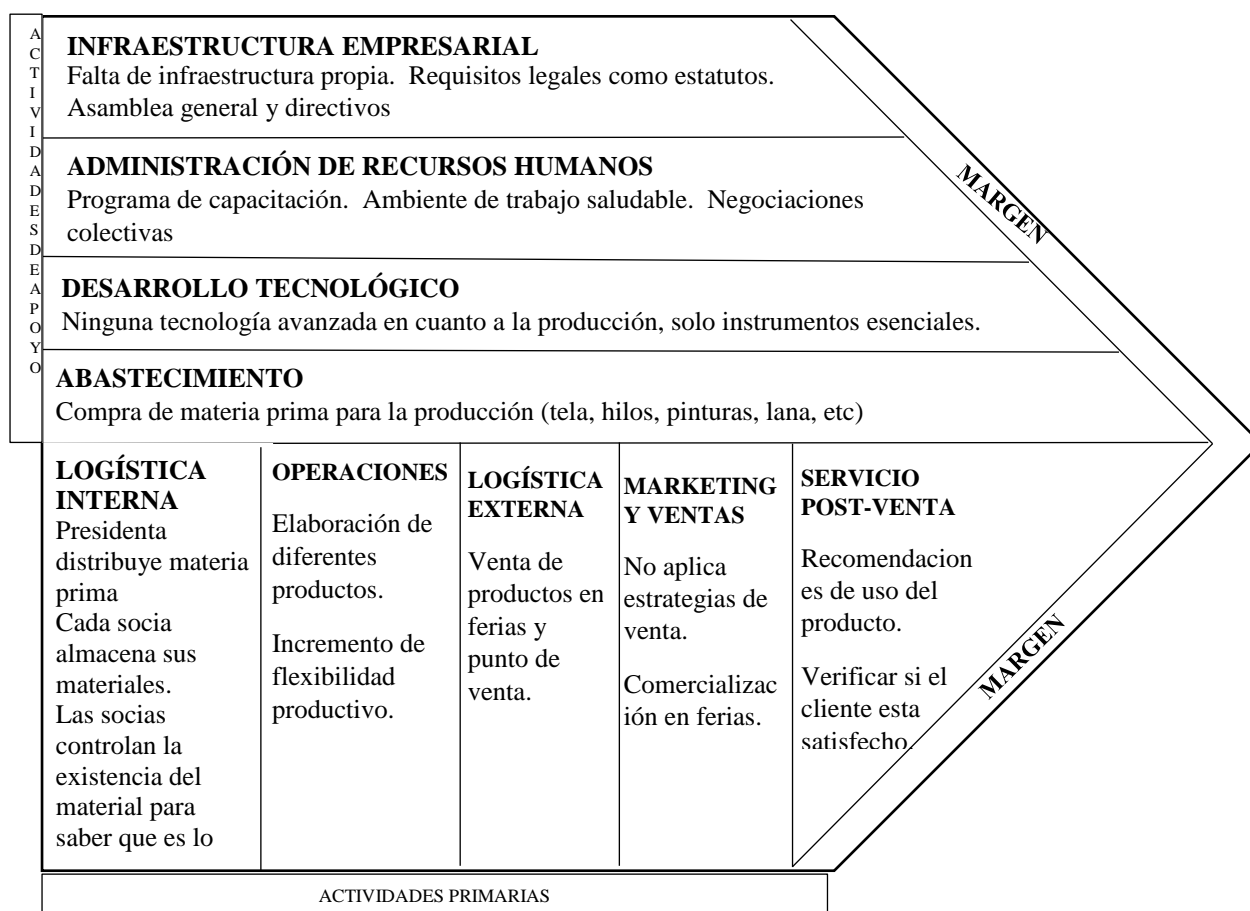 ACTIVIDADES DE APOYO
INFRAESTRUCTURA EMPRESARIAL
Falta de infraestructura propia. Requisitos legales como estatutos.
Asamblea general y directivos
ADMINISTRACIÓN DE RECURSOS HUMANOS
Programa de capacitación. Ambiente de trabajo saludable. Negociaciones
colectivas
DESARROLLO TECNOLÓGICO
Ninguna tecnología avanzada en cuanto a la producción, solo instrumentos esenciales.
ABASTECIMIENTO
Compra de materia prima para la producción (tela, hilos, pinturas, lana, etc)
MARGEN
LOGÍSTICA
INTERNA
Presidenta
distribuye materia
prima
Cada socia
almacena sus
materiales.
Las socias
controlan la
existencia del
material para
saber que es lo
OPERACIONES
Elaboración de
diferentes
productos.
Incremento de
flexibilidad
productivo.
LOGÍSTICA
EXTERNA
Venta de
productos en
ferias y
punto de
venta.
MARKETING
Y VENTAS
No aplica
estrategias de
venta.
Comercializac
ión en ferias.
SERVICIO
POST-VENTA
Recomendacion
es de uso del
producto.
Verificar si el
cliente esta
satisfecho.
MARGEN
ACTIVIDADES PRIMARIAS